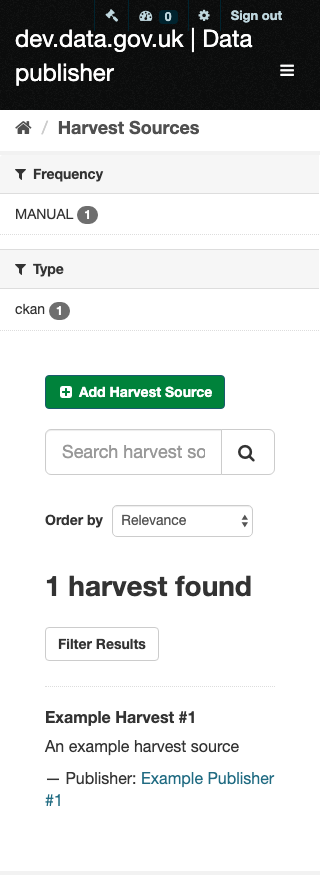 0 Sign out
dev.data.gov.uk | Data
publisher
/ Harvest Sources
Frequency
MANUAL 1
Type
ckan 1
Add Harvest Source
Search harvest so
Order by Relevance
1 harvest found
Filter Results
Example Harvest #1
An example harvest source
— Publisher: Example Publisher
#1